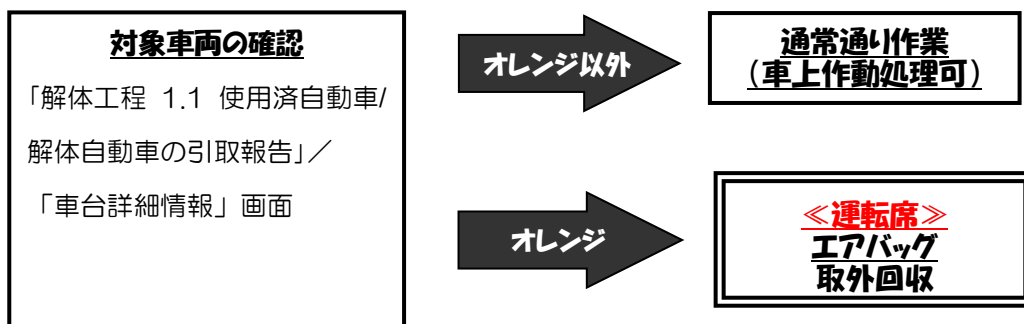 対象車両の確認
「解体工程 1.1 使用済自動車/
解体自動車の引取報告」／
「車台詳細情報」画面
オレンジ以外
通常通り作業
(車上作動処理可)
オレンジ
≪運転席≫
エアバッグ
取外回収